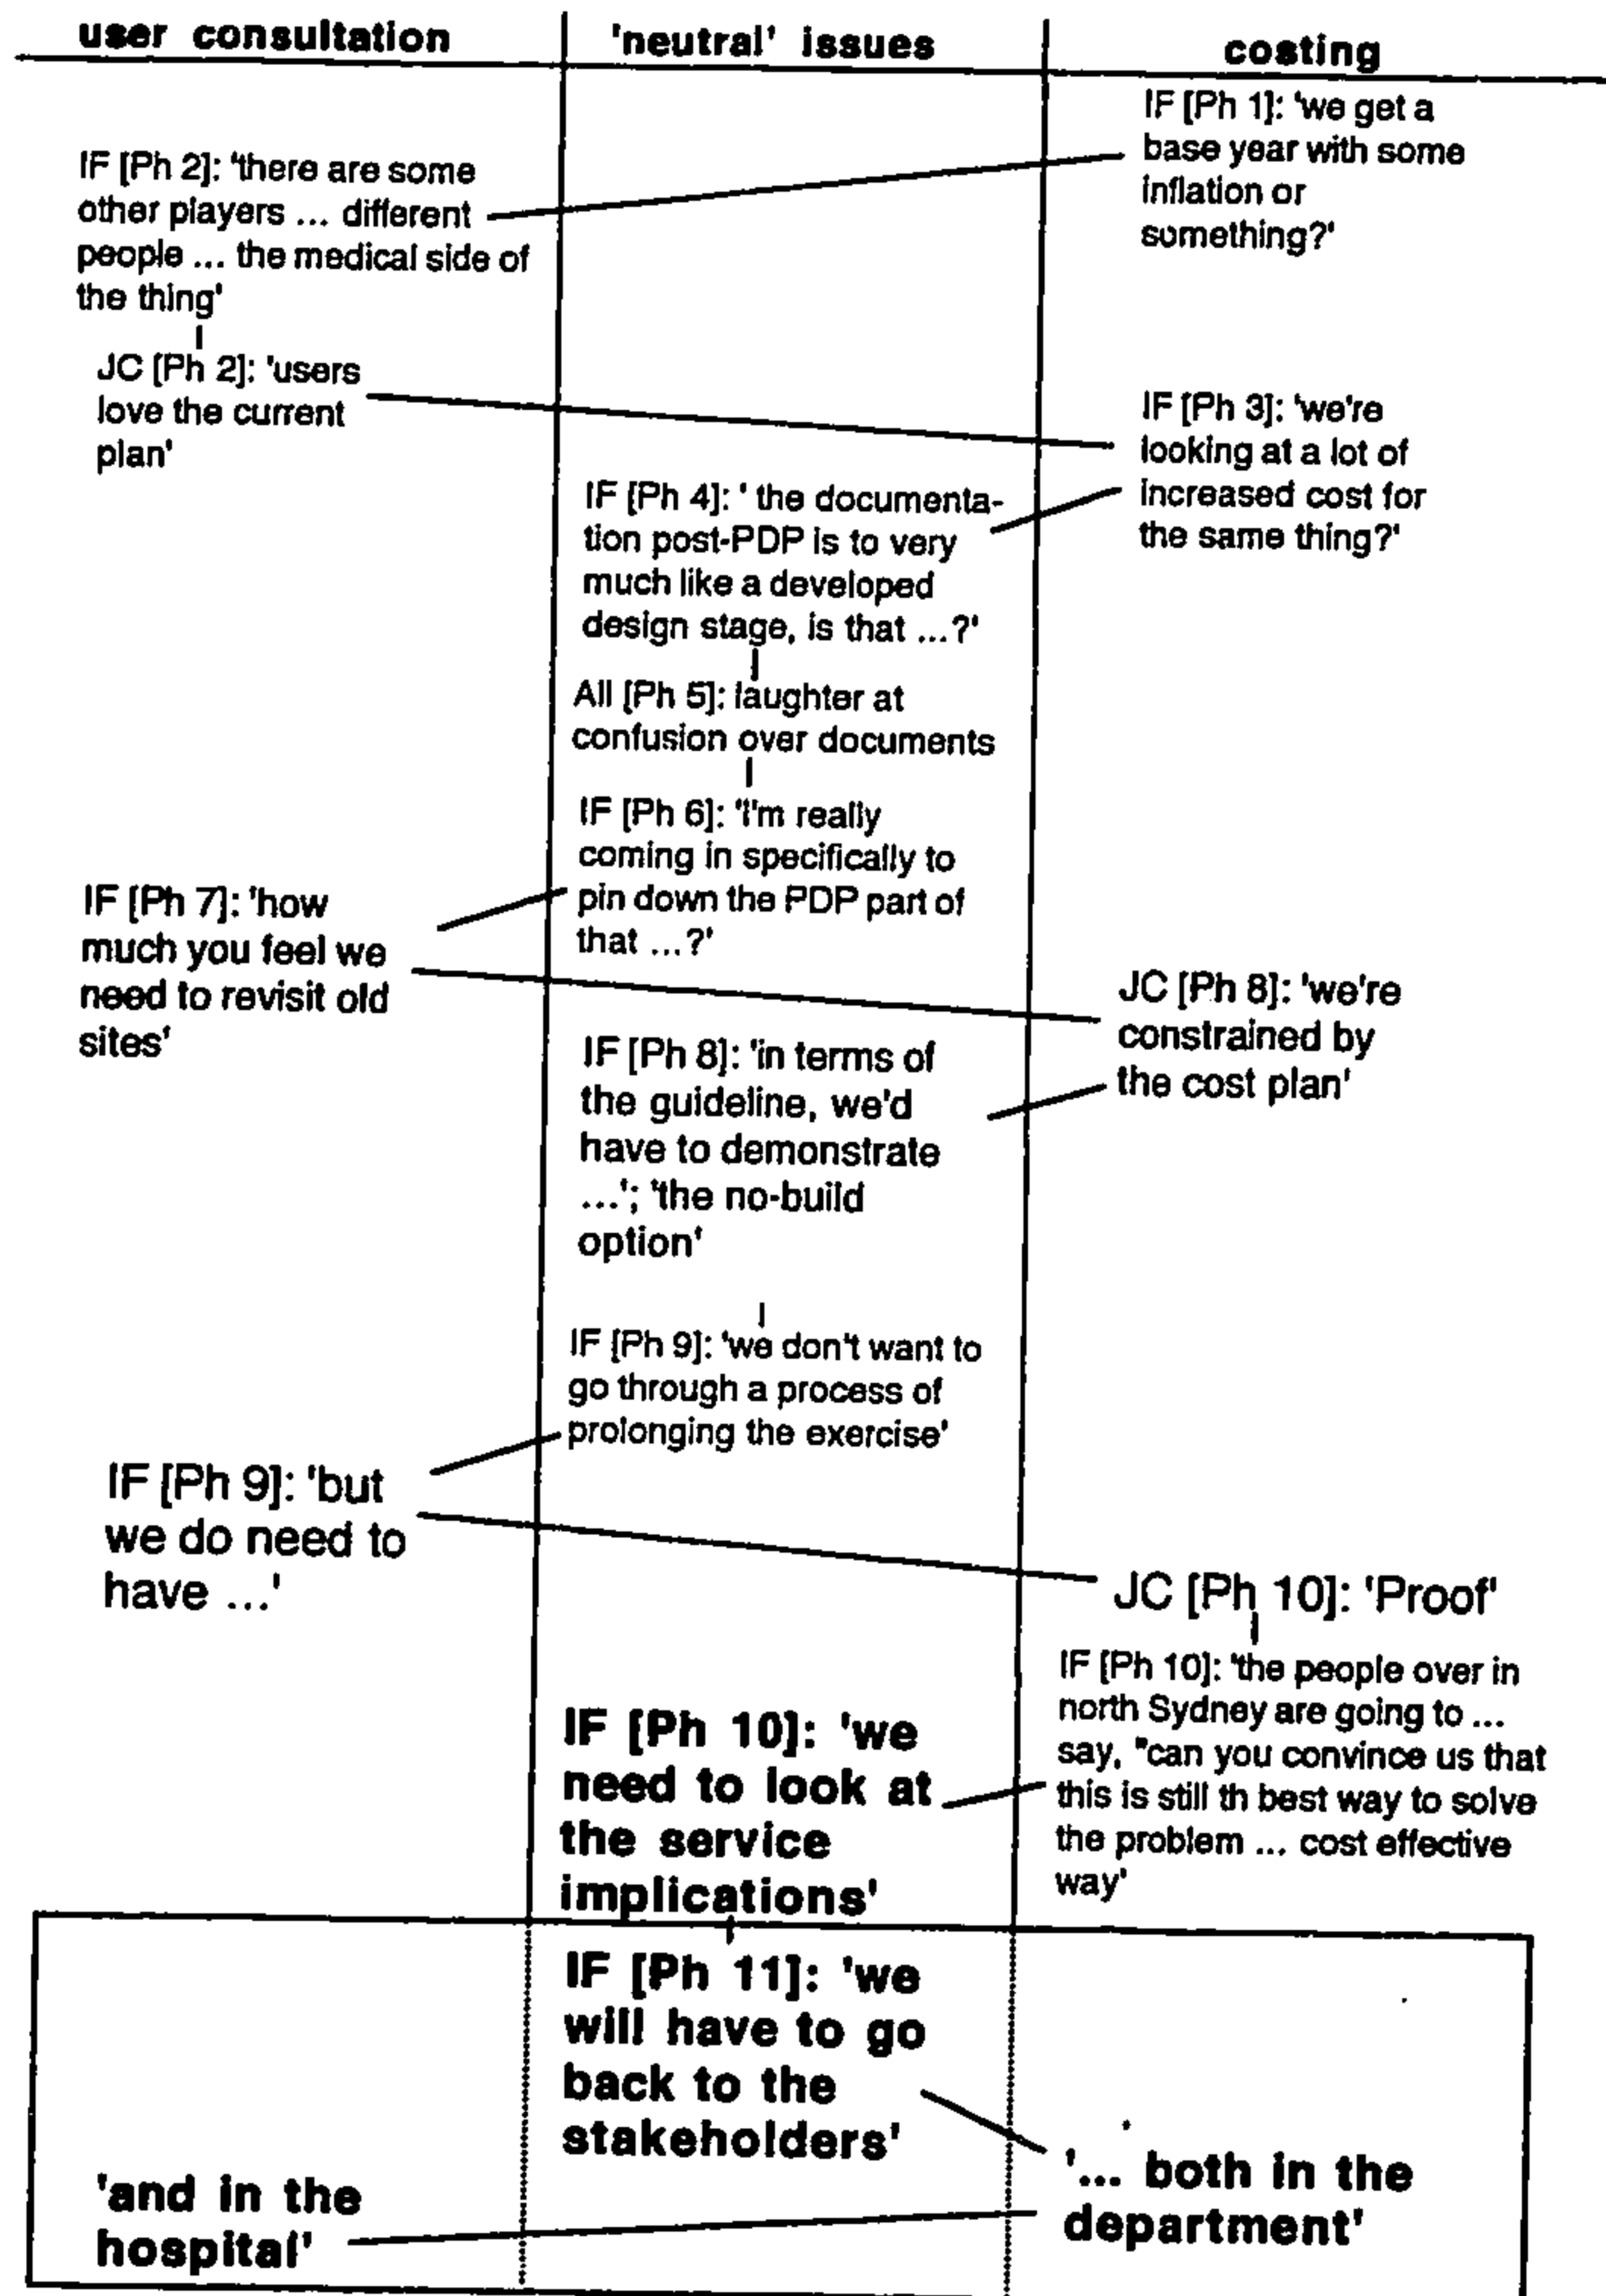 user consultation
'neutral' issues
costing
IF [Ph 1]: 'we get a
base year with some
inflation or
something?'
IF [Ph 2]: 'there are some
other players ... different
people ... the medical side of
the thing'
JC [Ph 2]: 'users
love the current
plan'
IF [Ph 3]: 'we're
looking at a lot of
increased cost for
the same thing?'
IF [Ph 4]: ' the documenta-
tion post-PDP is to very
much like a developed
design stage, is that ...?'
All [Ph 5]: laughter at
confusion over documents
IF [Ph 6]: 'I'm really
coming in specifically to
pin down the PDP part of
that ...?'
IF [Ph 7]: 'how
much you feel we
need to revisit old
sites'
JC [Ph 8]: 'we're
constrained by
the cost plan'
IF [Ph 8]: 'in terms of
the guideline, we'd
have to demonstrate
...'; 'the no-build
option'
IF [Ph 9]: 'we don't want to
go through a process of
prolonging the exercise'
IF [Ph 9]: 'but
we do need to
have ...'
JC [Ph 10]: 'Proof'
IF [Ph 10]: 'the people over in
north Sydney are going to ...
say, "can you convince us that
this is still th best way to solve
the problem ... cost effective
way'
IF [Ph 10]: 'we
need to look at
the service
implications'
IF [Ph 11]: 'we
will have to go
back to the
stakeholders'
'... both in the
department'
'and in the
hospital'